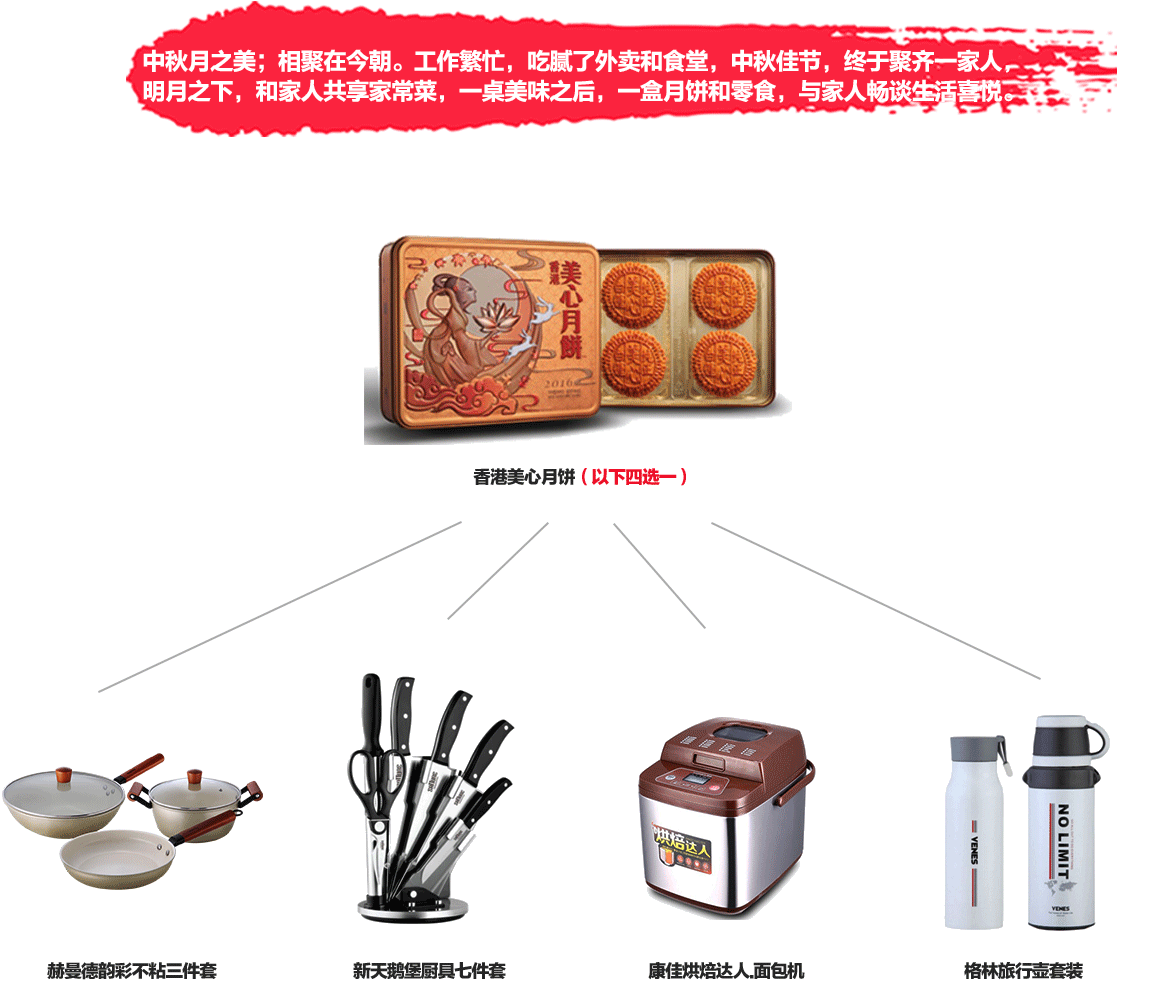 中秋月之美；相聚在今朝。工作繁忙，吃腻了外卖和食堂，中秋佳节，终于聚齐一家人，
明月之下，和家人共享家常菜，一桌美味之后，一盒月饼和零食，与家人畅谈生活喜悦。
香港
美心月餅
2016
香港美心月饼（以下四选一）
烘焙达人
YENES
NO LIMIT
YENES
赫曼德韵彩不粘三件套
新天鹅堡厨具七件套
康佳烘焙达人.面包机
格林旅行壶套装